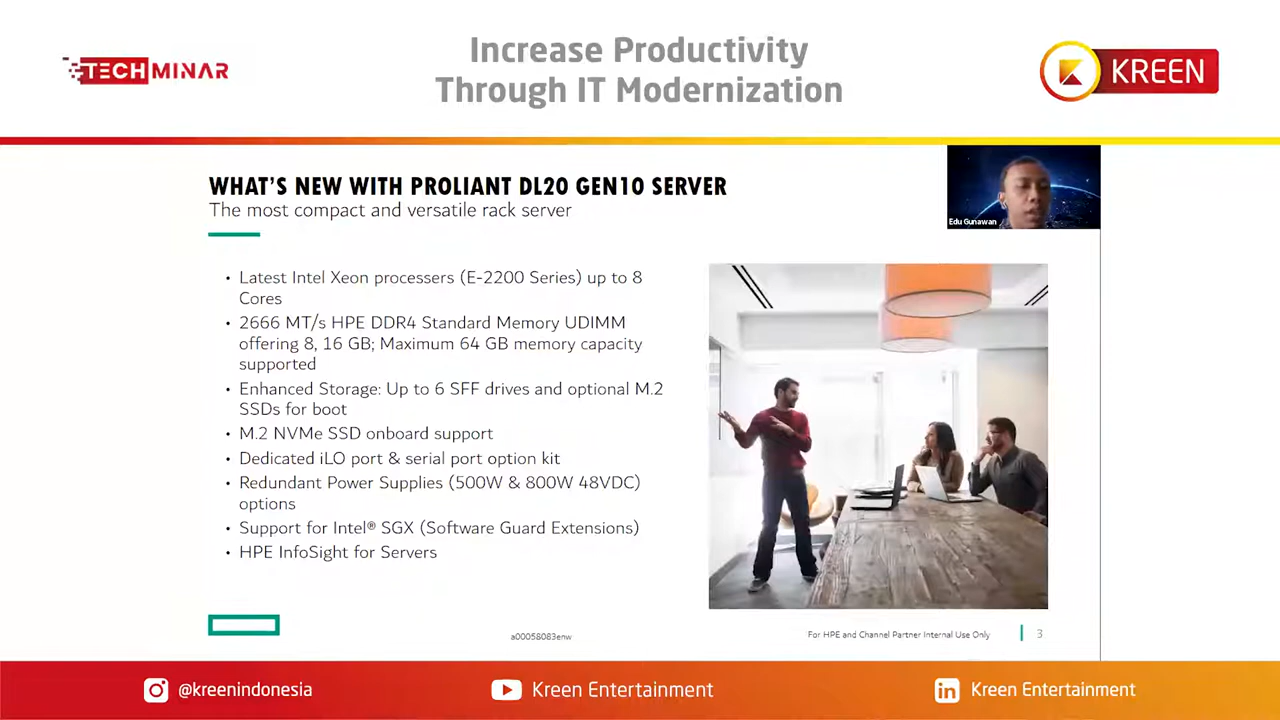 TECHMINAR
Increase Productivity
Through IT Modernization
KREEN
WHAT'S NEW WITH PROLIANT DL20 GEN10 SERVER
The most compact and versatile rack server
Edu Gunawan
• Latest Intel Xeon processers (E-2200 Series) up to 8
Cores
• 2666 MT/s HPE DDR4 Standard Memory UDIMM
offering 8, 16 GB; Maximum 64 GB memory capacity
supported
• Enhanced Storage: Up to 6 SFF drives and optional M.2
SSDs for boot
• M.2 NVMe SSD onboard support
• Dedicated iLO port & serial port option kit
• Redundant Power Supplies (500W & 800W 48VDC)
options
• Support for Intel® SGX (Software Guard Extensions)
• HPE InfoSight for Servers
a00058083enw
For HPE and Channel Partner Internal Use Only
3
@kreenindonesia
Kreen Entertainment
Kreen Entertainment